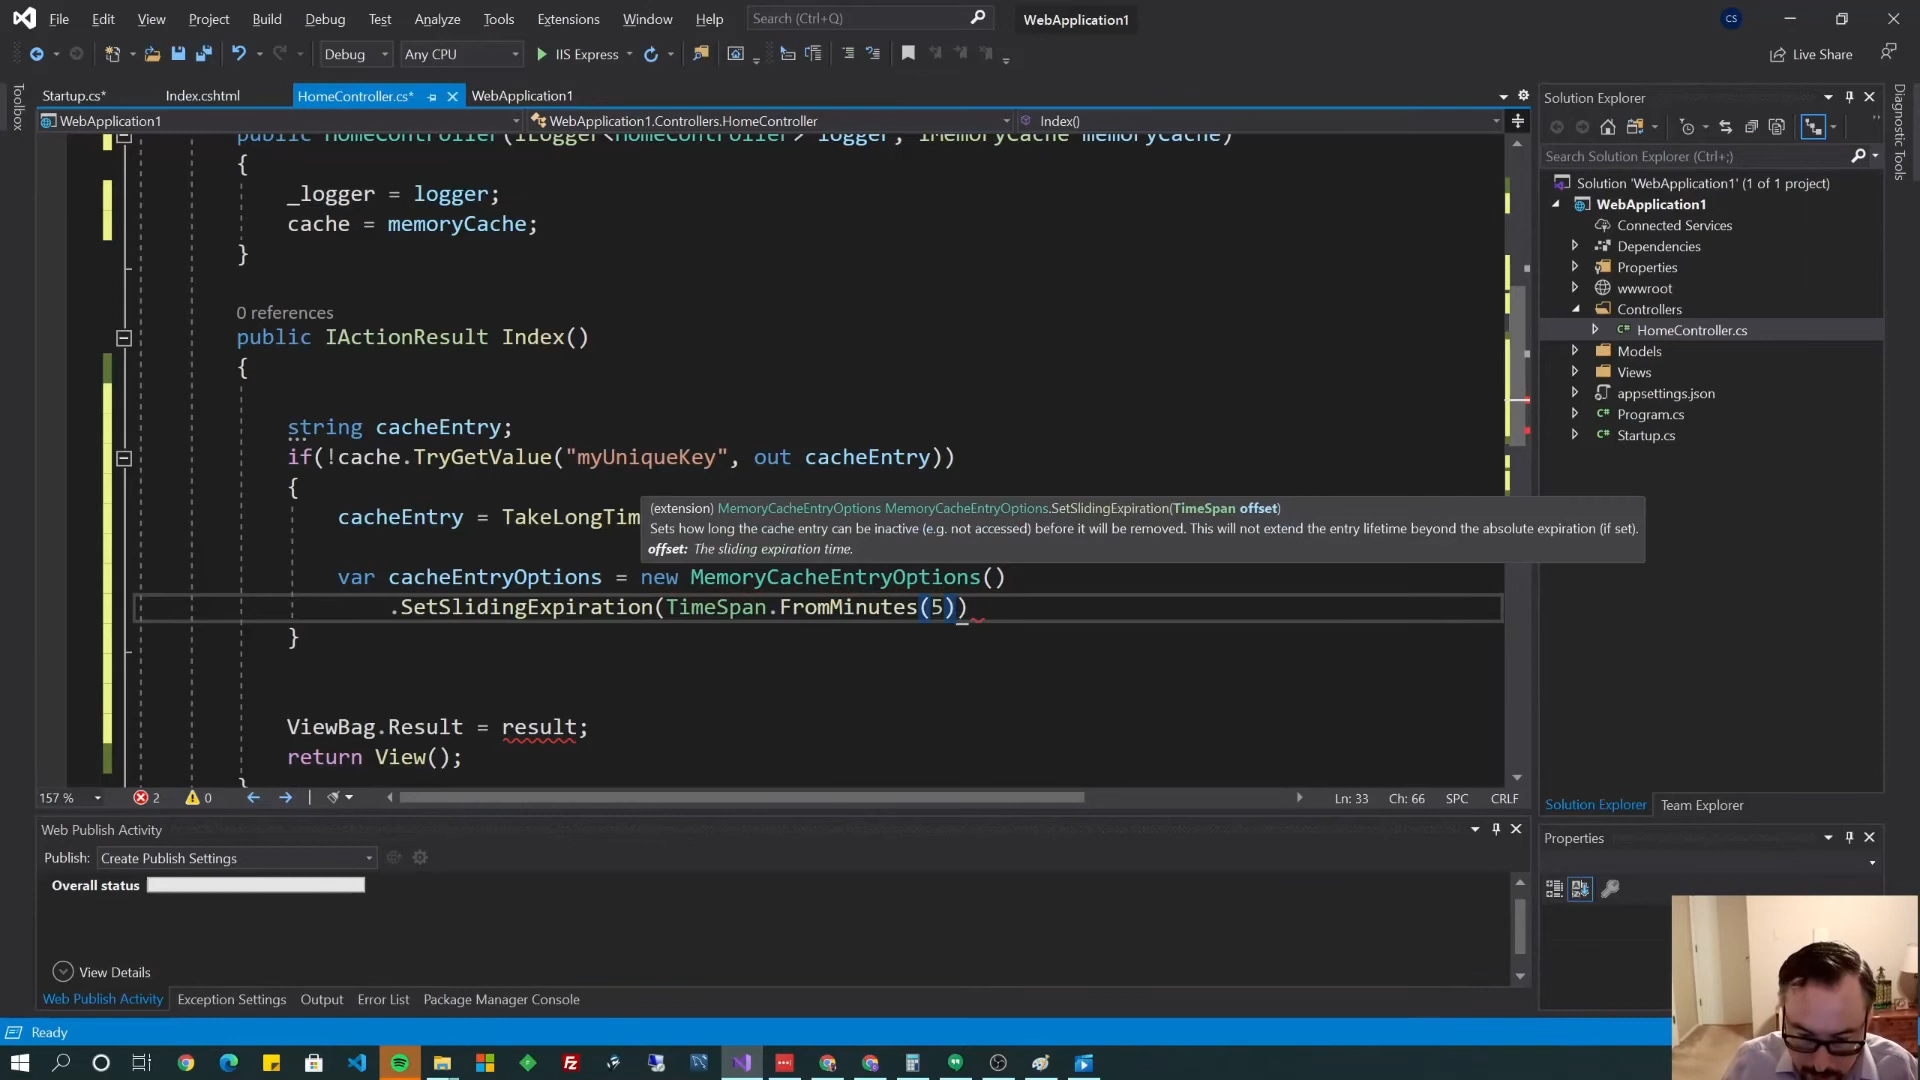 File Edit View Project Build Debug Test Analyze Tools Extensions Window Help Search (Ctrl+Q) WebApplication1 CS
Debug Any CPU IIS Express Live Share
Toolbox
Startup.cs* Index.cshtml HomeController.cs* WebApplication1
WebApplication1 WebApplication1.Controllers.HomeController Index()
public HomeController(ILogger<HomeController> logger, IMemoryCache memoryCache)
{
_logger = logger;
cache = memoryCache;
}
0 references
public IActionResult Index()
{
string cacheEntry;
if(!cache.TryGetValue("myUniqueKey", out cacheEntry))
{
cacheEntry = TakeLongTim
(extension) MemoryCacheEntryOptions MemoryCacheEntryOptions.SetSlidingExpiration(TimeSpan offset)
Sets how long the cache entry can be inactive (e.g. not accessed) before it will be removed. This will not extend the entry lifetime beyond the absolute expiration (if set).
offset: The sliding expiration time.
var cacheEntryOptions = new MemoryCacheEntryOptions()
.SetSlidingExpiration(TimeSpan.FromMinutes(5))
}
ViewBag.Result = result;
return View();
}
157 % 2 0 Ln: 33 Ch: 66 SPC CRLF
Web Publish Activity
Publish: Create Publish Settings
Overall status
View Details
Web Publish Activity Exception Settings Output Error List Package Manager Console
Solution Explorer
Search Solution Explorer (Ctrl+;)
Solution 'WebApplication1' (1 of 1 project)
WebApplication1
Connected Services
Dependencies
Properties
wwwroot
Controllers
C# HomeController.cs
Models
Views
appsettings.json
C# Program.cs
C# Startup.cs
Solution Explorer Team Explorer
Properties
Diagnostic Tools
Ready